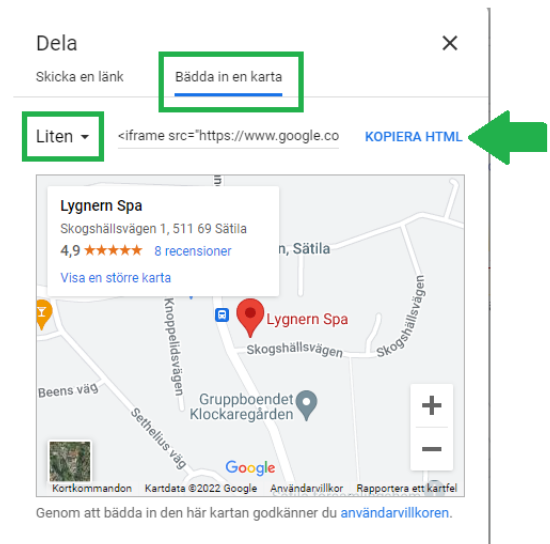 Dela
Skicka en länk
Bädda in en karta
Liten
<iframe src="https://www.google.co
KOPIERA HTML
Lygnern Spa
Skogshällsvägen 1, 511 69 Sätila
4,9 ★★★★★ 8 recensioner
Visa en större karta
n, Sätila
Knoppelidsvägen
Lygnern Spa
Skogshällsvägen
Skogshällsvägen
Beens väg
Sethelius väg
Gruppboendet
Klockaregården
Google
Kortkommandon Kartdata ©2022 Google Användarvillkor Rapportera ett kartfel
Genom att bädda in den här kartan godkänner du användarvillkoren.